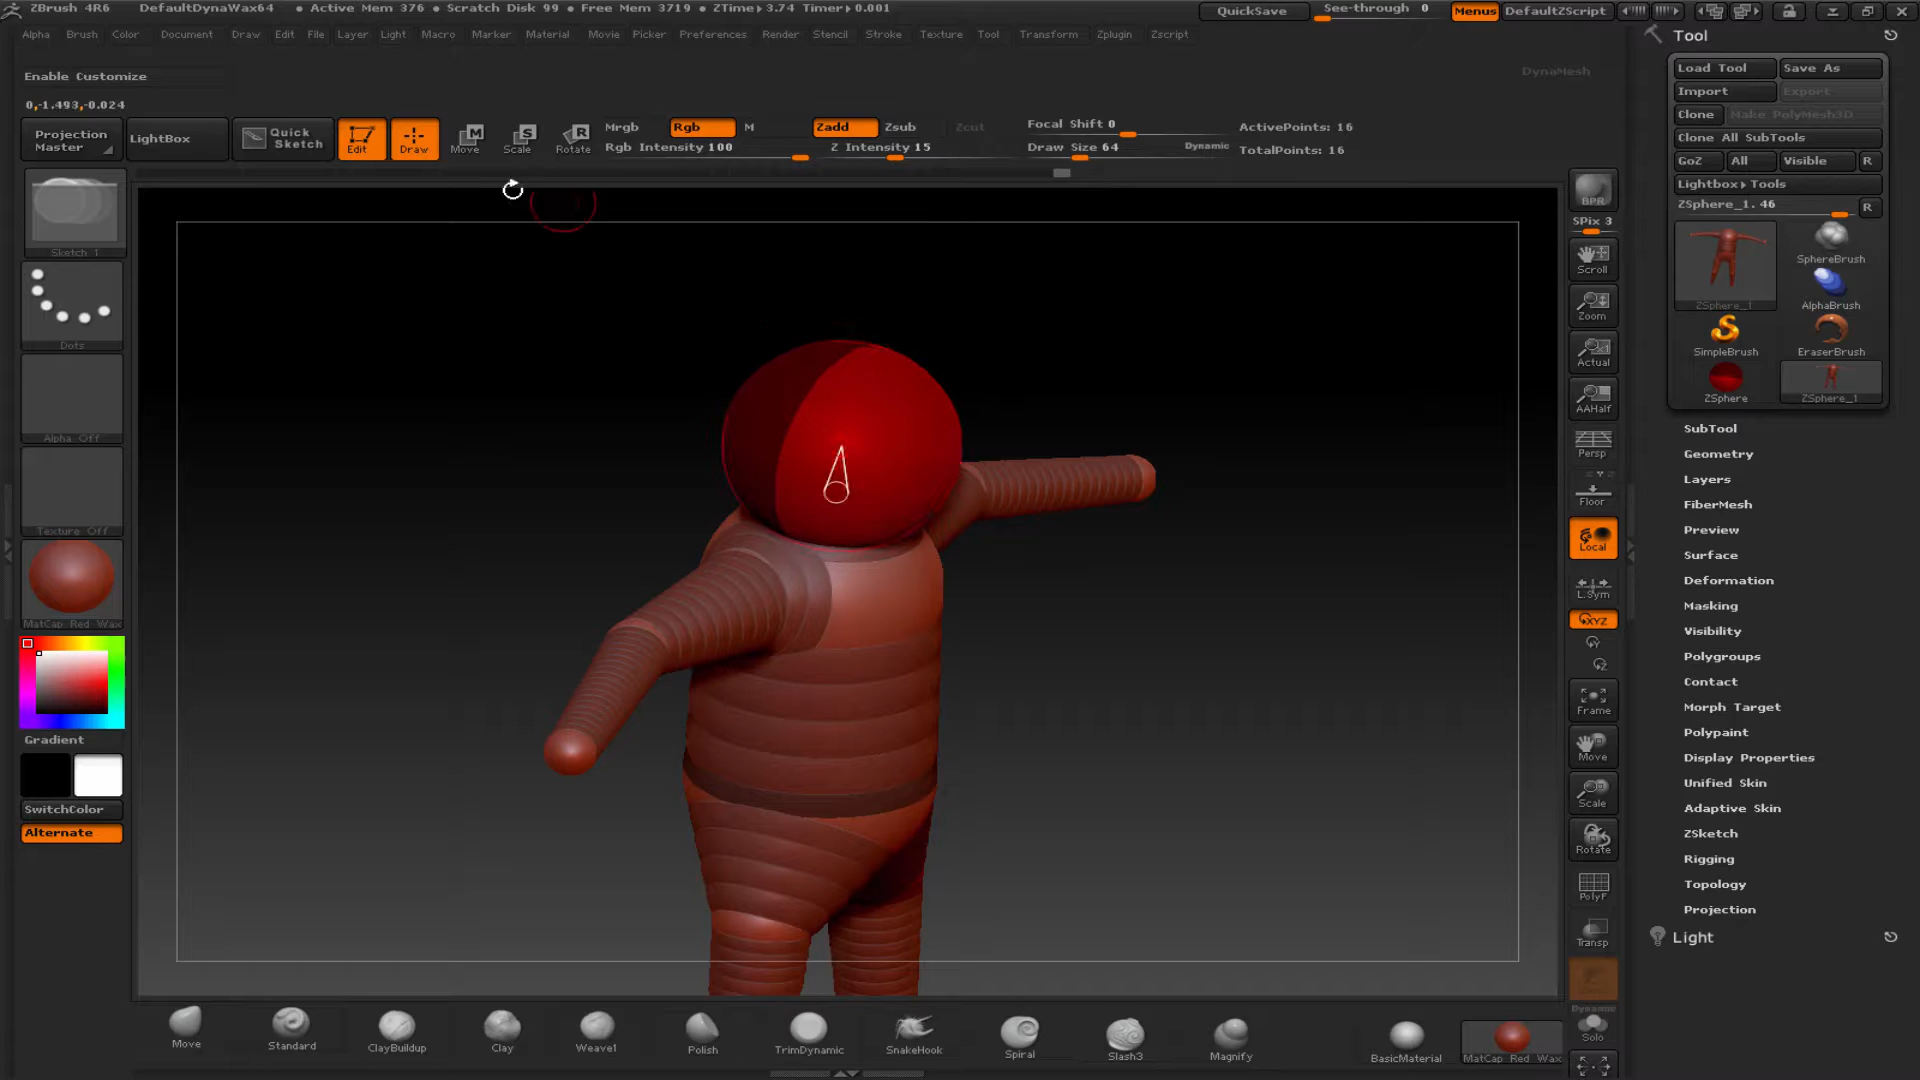 ZBrush 4R6 DefaultDynaWax64 • Active Mem 376 • Scratch Disk 99 • Free Mem 3719 • ZTime▸3.74 Timer▸0.001 QuickSave See-through 0 Menus DefaultZScript
Alpha Brush Color Document Draw Edit File Layer Light Macro Marker Material Movie Picker Preferences Render Stencil Stroke Texture Tool Transform Zplugin Zscript
Tool
Load Tool Save As
Enable Customize
DynaMesh
Import Export
0,-1.493,-0.024
Clone Make PolyMesh3D
Projection Master
LightBox
Quick Sketch
Edit
Draw
Move
Scale
Rotate
Mrgb Rgb M
Rgb Intensity 100
Zadd Zsub Zcut
Z Intensity 15
Focal Shift 0
Draw Size 64 Dynamic
ActivePoints: 16
TotalPoints: 16
Clone All SubTools
GoZ All Visible R
Lightbox▸Tools
ZSphere_1. 46 R
ZSphere_1
SphereBrush
AlphaBrush
SimpleBrush
EraserBrush
ZSphere
ZSphere_1
SubTool
Geometry
Layers
FiberMesh
Preview
Surface
Deformation
Masking
Visibility
Polygroups
Contact
Morph Target
Polypaint
Display Properties
Unified Skin
Adaptive Skin
ZSketch
Rigging
Topology
Projection
Light
Sketch 1
Dots
Alpha Off
Texture Off
MatCap Red Wax
Gradient
SwitchColor
Alternate
BPR
SPix 3
Scroll
Zoom
Actual
AAHalf
Persp
Floor
Local
L.Sym
XYZ
Frame
Move
Scale
Rotate
PolyF
Transp
Dynamic
Solo
Move
Standard
ClayBuildup
Clay
Weave1
Polish
TrimDynamic
SnakeHook
Spiral
Slash3
Magnify
BasicMaterial
MatCap Red Wax